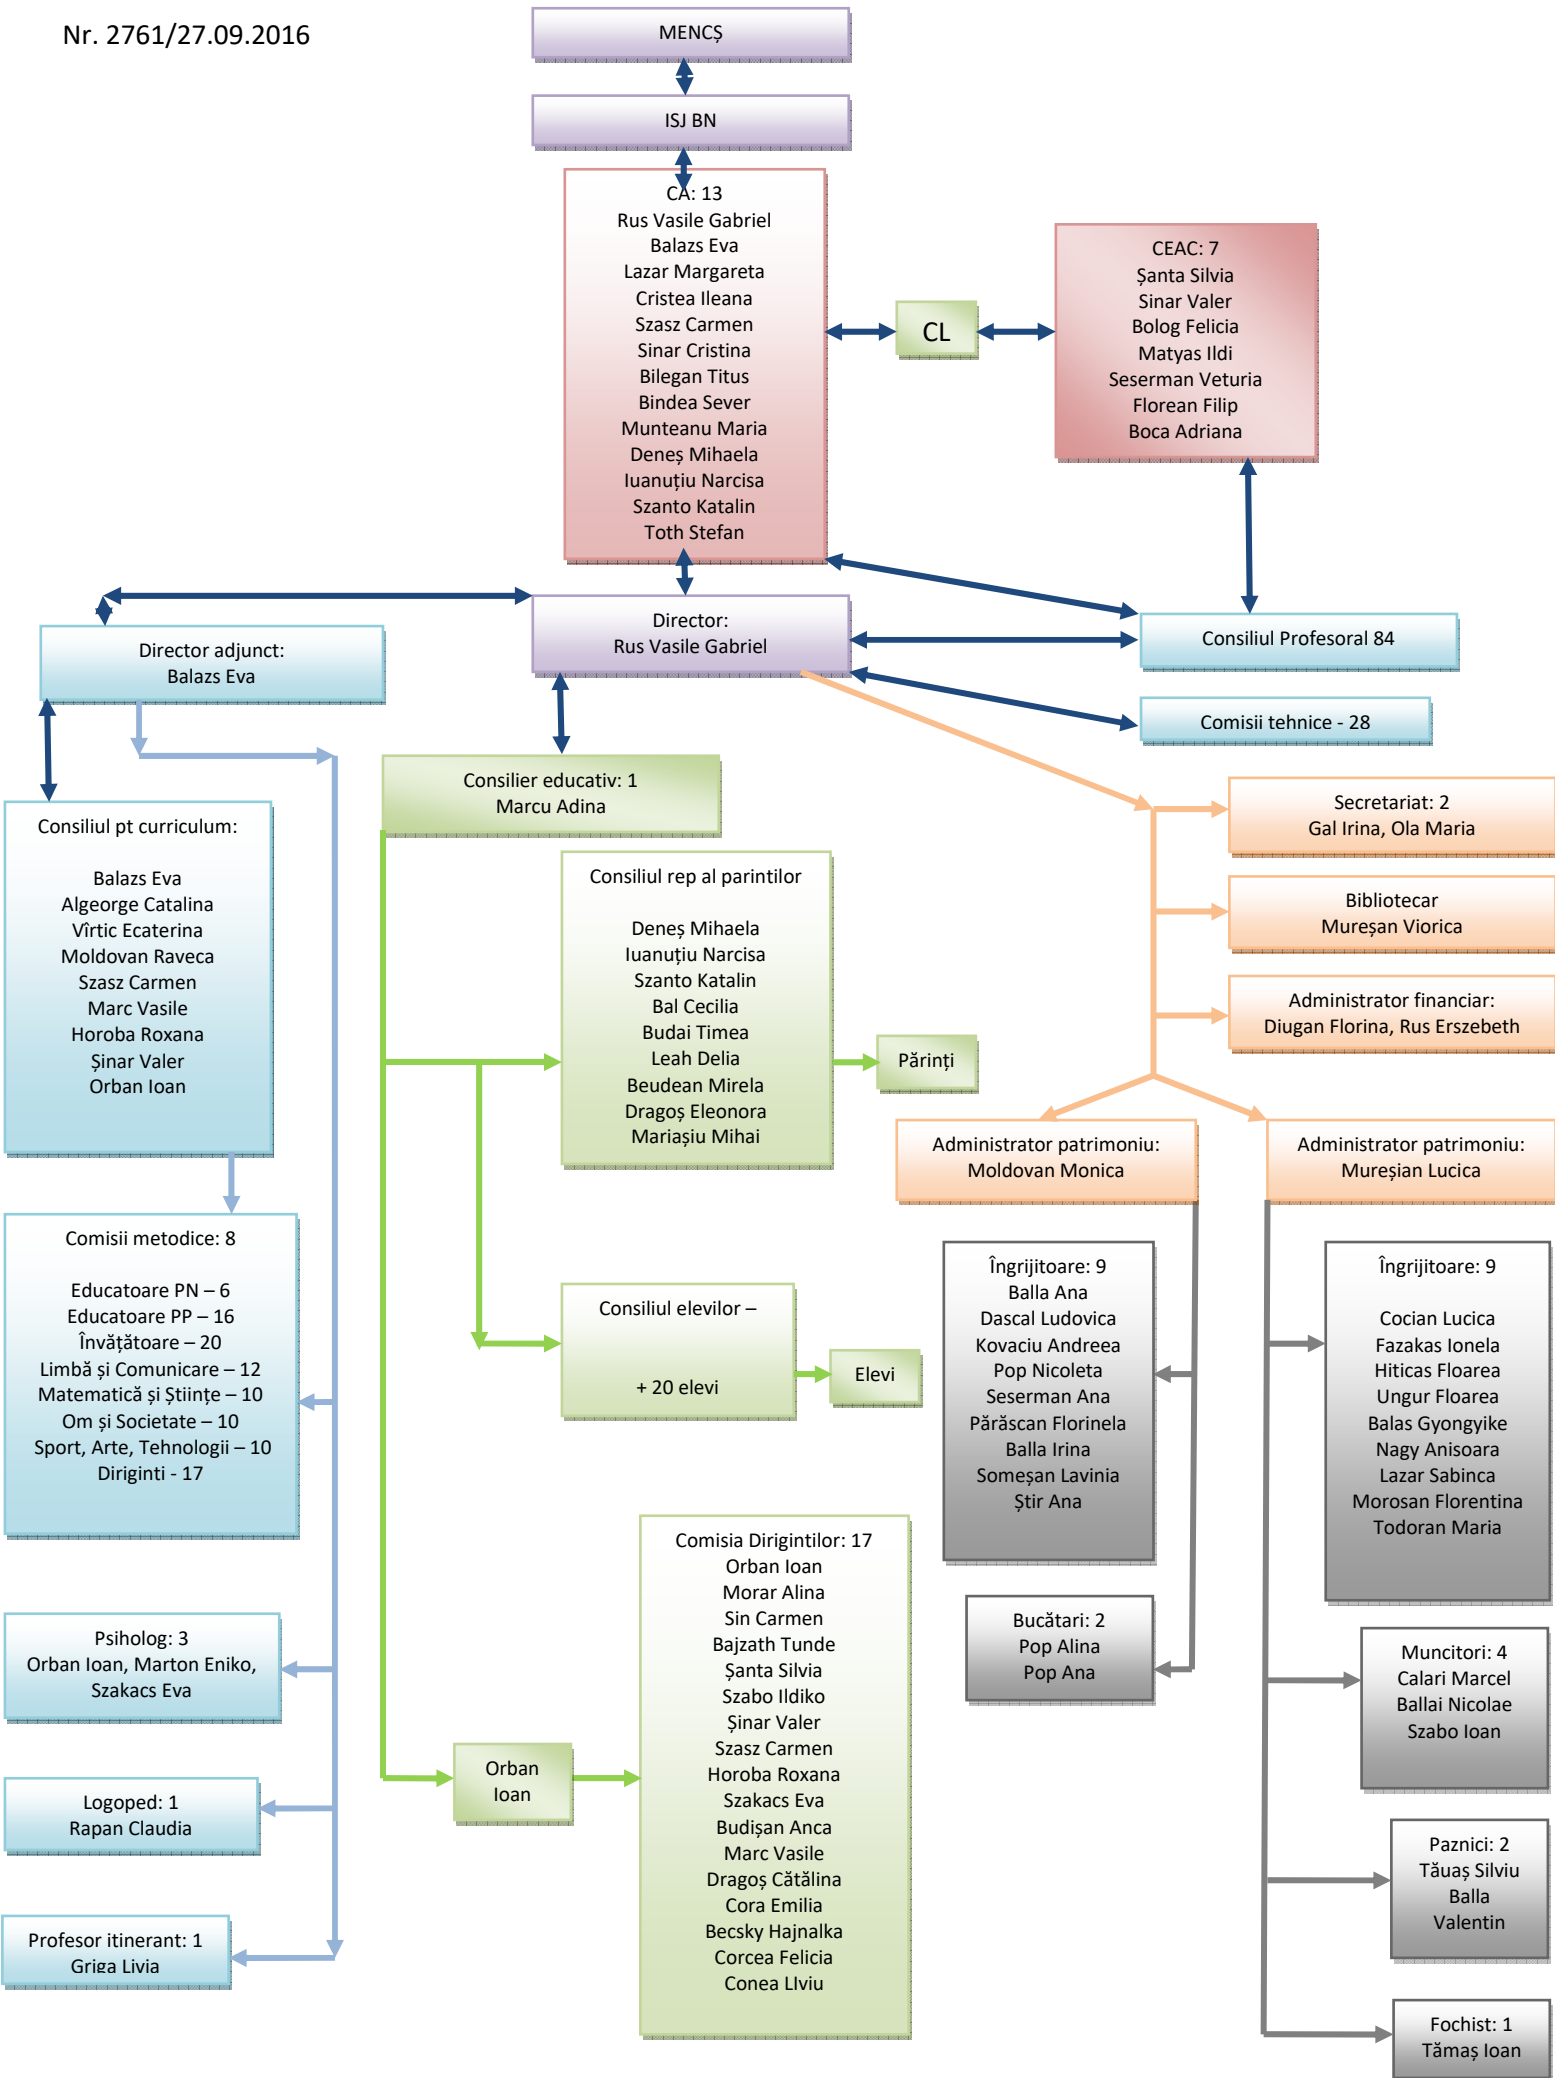 Nr. 2761/27.09.2016
MENCȘ
ISJ BN
CA: 13
Rus Vasile Gabriel
Balazs Eva
Lazar Margareta
Cristea Ileana
Szasz Carmen
Sinar Cristina
Bilegan Titus
Bindea Sever
Munteanu Maria
Deneș Mihaela
Iuanuțiu Narcisa
Szanto Katalin
Toth Stefan
CL
CEAC: 7
Șanta Silvia
Sinar Valer
Bolog Felicia
Matyas Ildi
Seserman Veturia
Florean Filip
Boca Adriana
Director adjunct:
Balazs Eva
Director:
Rus Vasile Gabriel
Consiliul Profesoral 84
Comisii tehnice - 28
Consilier educativ: 1
Marcu Adina
Secretariat: 2
Gal Irina, Ola Maria
Bibliotecar
Mureșan Viorica
Administrator financiar:
Diugan Florina, Rus Erszebeth
Consiliul pt curriculum:
Balazs Eva
Algeorge Catalina
Vîrtic Ecaterina
Moldovan Raveca
Szasz Carmen
Marc Vasile
Horoba Roxana
Șinar Valer
Orban Ioan
Consiliul rep al parintilor
Deneș Mihaela
Iuanuțiu Narcisa
Szanto Katalin
Bal Cecilia
Budai Timea
Leah Delia
Beudean Mirela
Dragoș Eleonora
Mariașiu Mihai
Părinți
Administrator patrimoniu:
Moldovan Monica
Administrator patrimoniu:
Mureșian Lucica
Comisii metodice: 8
Educatoare PN – 6
Educatoare PP – 16
Învățătoare – 20
Limbă și Comunicare – 12
Matematică și Științe – 10
Om și Societate – 10
Sport, Arte, Tehnologii – 10
Diriginti - 17
Consiliul elevilor –
+ 20 elevi
Elevi
Îngrijitoare: 9
Balla Ana
Dascal Ludovica
Kovaciu Andreea
Pop Nicoleta
Seserman Ana
Părăscan Florinela
Balla Irina
Someșan Lavinia
Știr Ana
Îngrijitoare: 9
Cocian Lucica
Fazakas Ionela
Hiticas Floarea
Ungur Floarea
Balas Gyongyike
Nagy Anisoara
Lazar Sabinca
Morosan Florentina
Todoran Maria
Psiholog: 3
Orban Ioan, Marton Eniko,
Szakacs Eva
Logoped: 1
Rapan Claudia
Profesor itinerant: 1
Griga Livia
Orban
Ioan
Comisia Dirigintilor: 17
Orban Ioan
Morar Alina
Sin Carmen
Bajzath Tunde
Șanta Silvia
Szabo Ildiko
Șinar Valer
Szasz Carmen
Horoba Roxana
Szakacs Eva
Budișan Anca
Marc Vasile
Dragoș Cătălina
Cora Emilia
Becsky Hajnalka
Corcea Felicia
Conea LIviu
Bucătari: 2
Pop Alina
Pop Ana
Muncitori: 4
Calari Marcel
Ballai Nicolae
Szabo Ioan
Paznici: 2
Tăuaș Silviu
Balla
Valentin
Fochist: 1
Tămaș Ioan